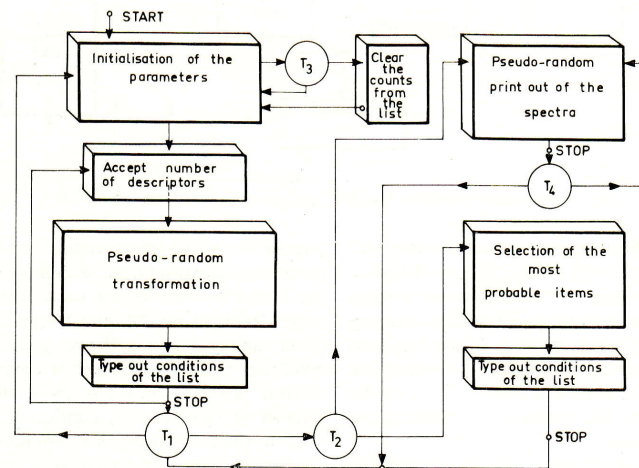 START
Initialisation of the
parameters
T3
Clear
the
counts
from
the
list
Pseudo-random
print out of the
spectra
STOP
T4
Accept number
of descriptors
Pseudo-random
transformation
Selection of the
most
probable items
Type out conditions
of the list
STOP
Type out conditions
of the list
STOP
T1
T2